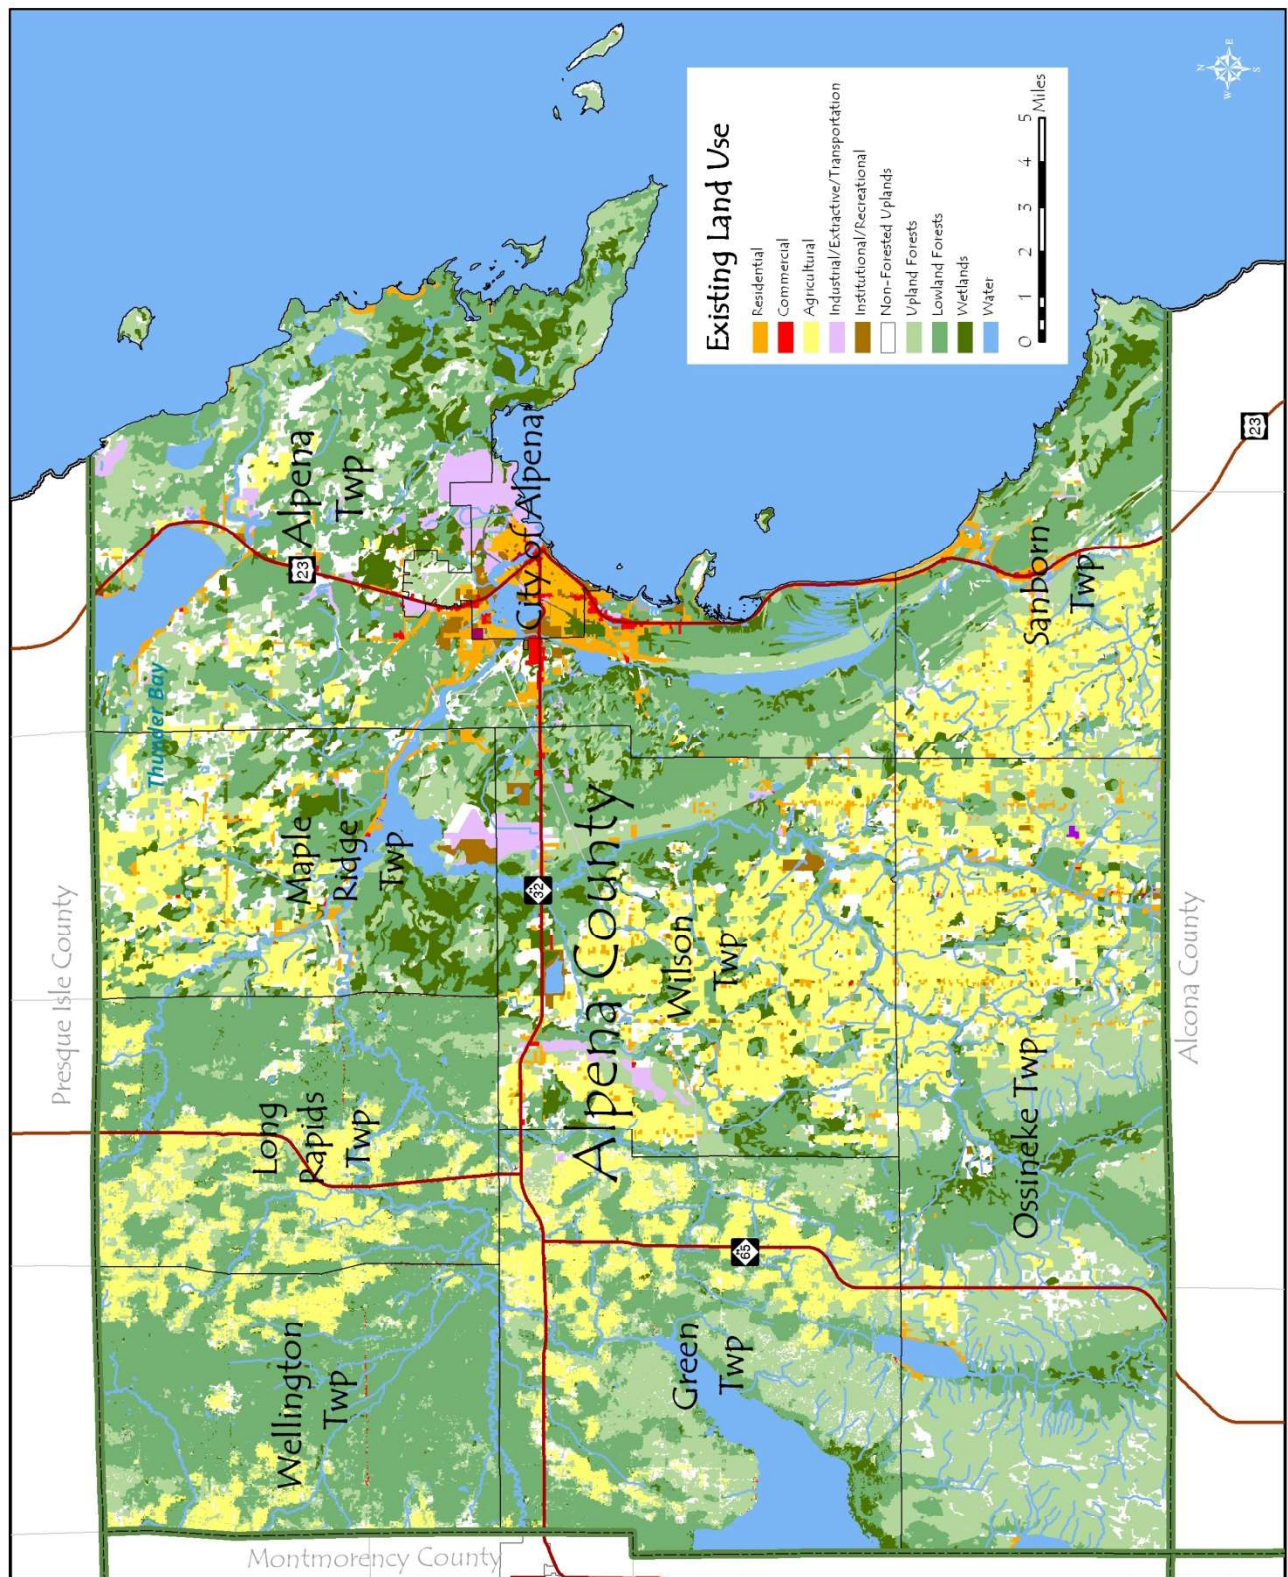 Presque Isle County
Montmorency County
Alcona County
Thunder Bay
Wellington
Twp
Long
Rapids
Twp
Maple
Ridge
Twp
Alpena
Twp
City of Alpena
Alpena County
Green
Twp
Wilson
Twp
Ossineke Twp
Sanborn
Twp
23
32
65
23
Existing Land Use
Residential
Commercial
Agricultural
Industrial/Extractive/Transportation
Institutional/Recreational
Non-Forested Uplands
Upland Forests
Lowland Forests
Wetlands
Water
0 1 2 3 4 5
Miles
N
W E
S